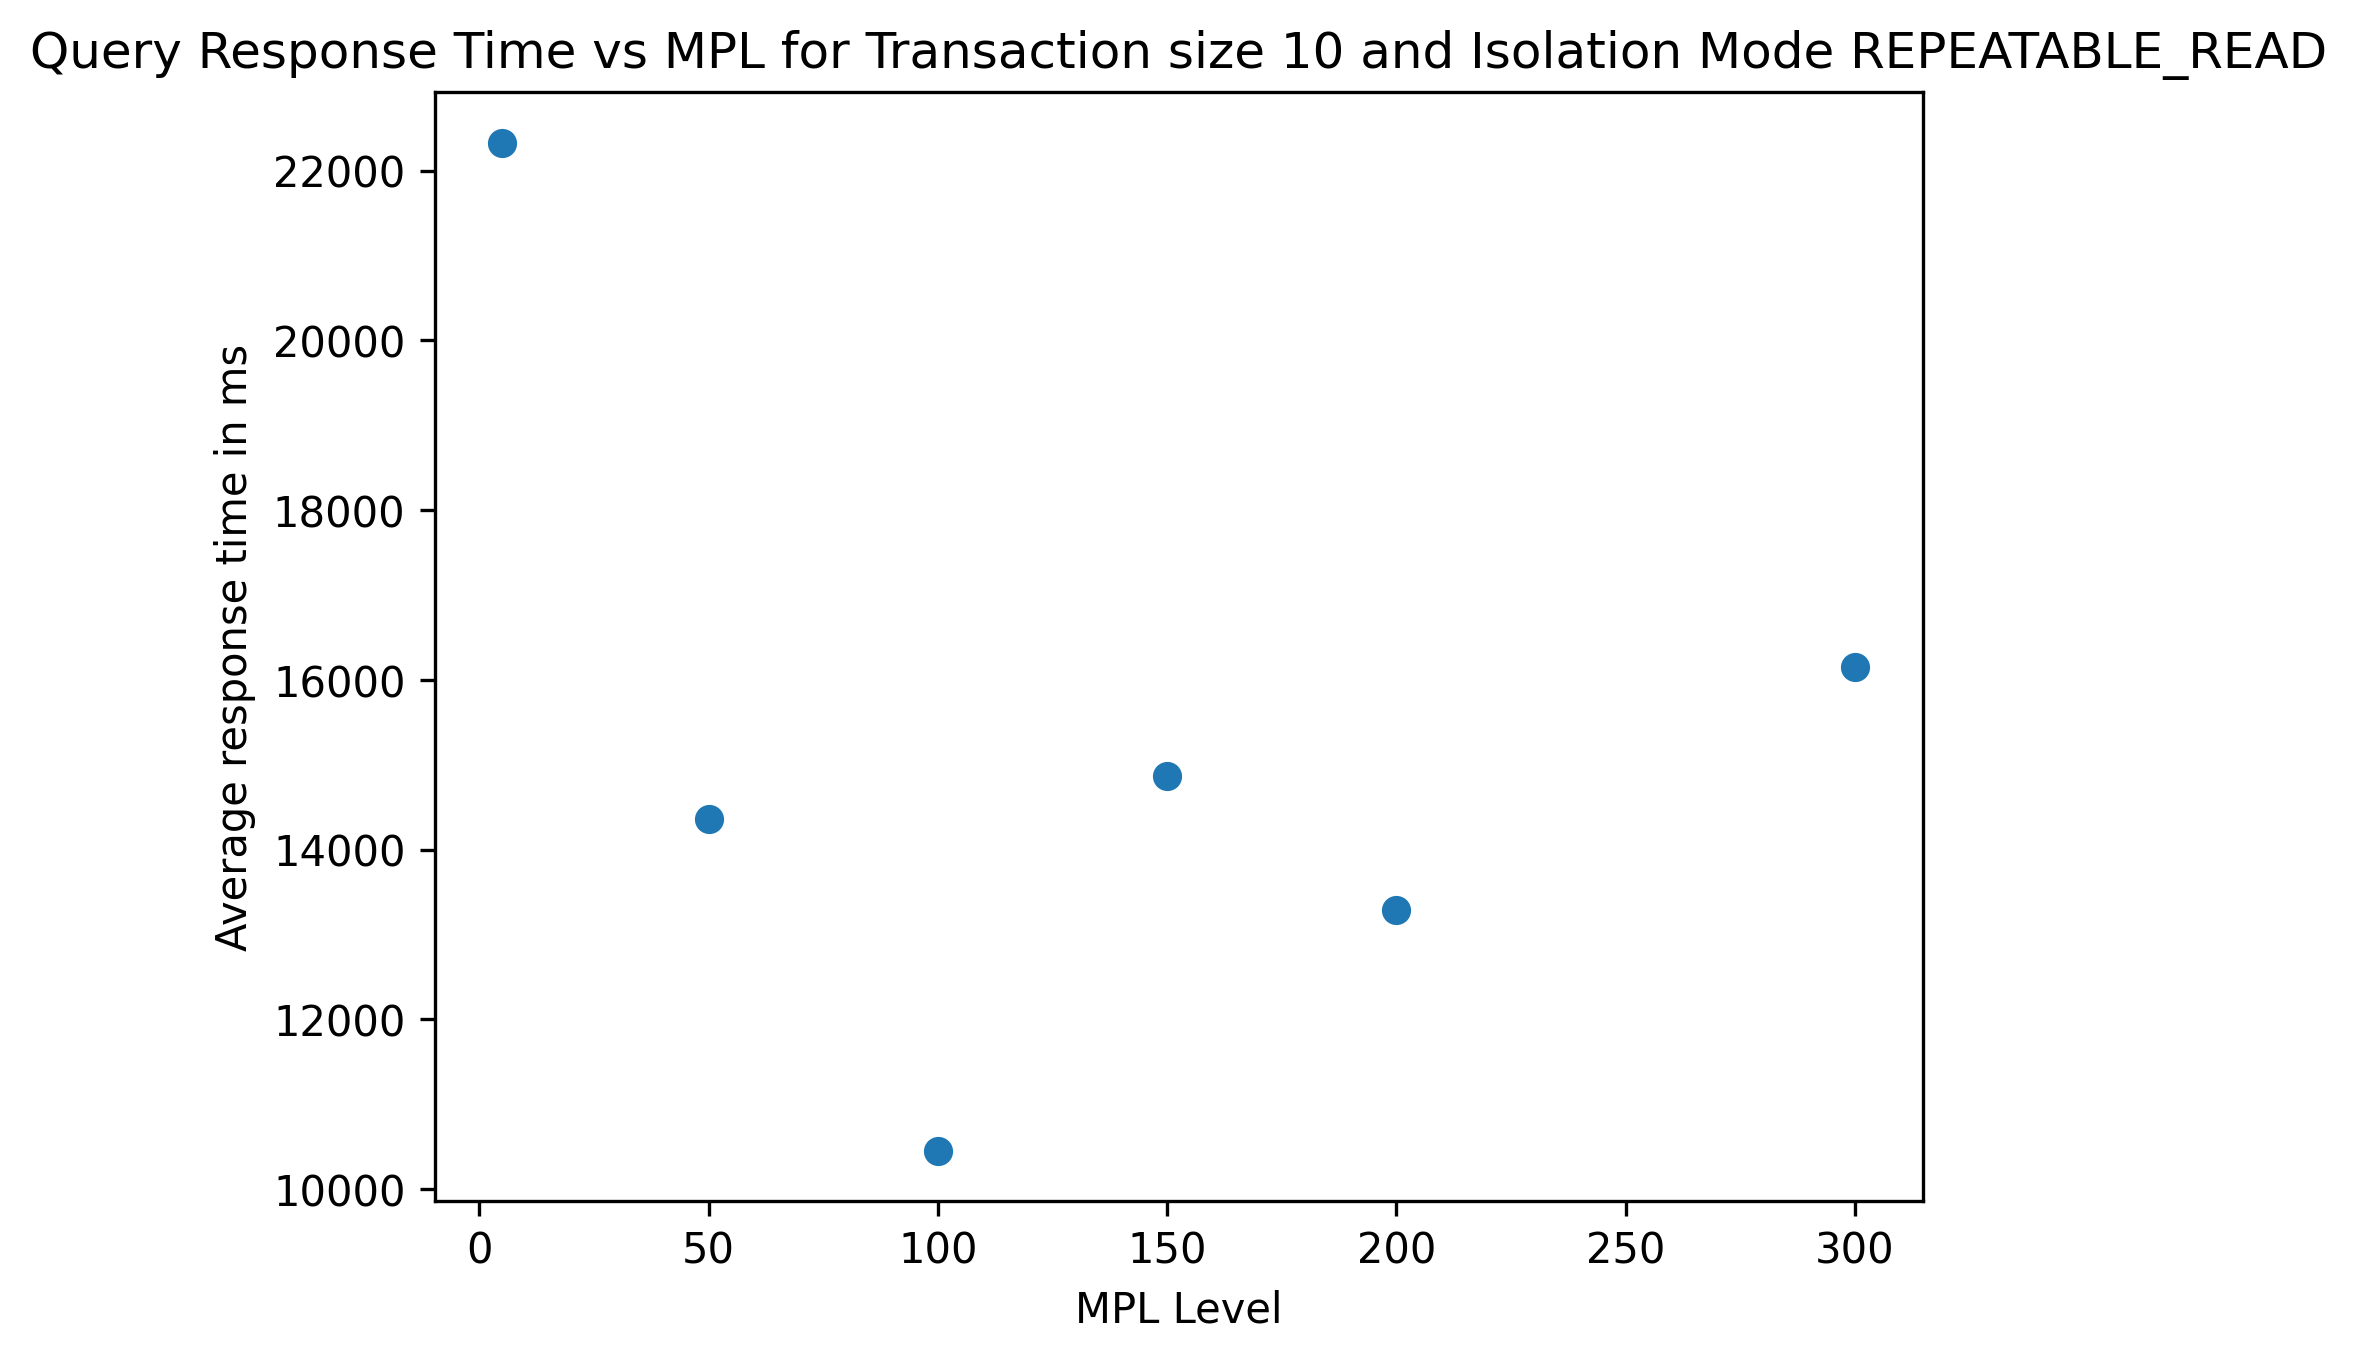 Query Response Time vs MPL for Transaction size 10 and Isolation Mode REPEATABLE_READ
Average response time in ms
22000
20000
18000
16000
14000
12000
10000
0 50 100 150 200 250 300
MPL Level